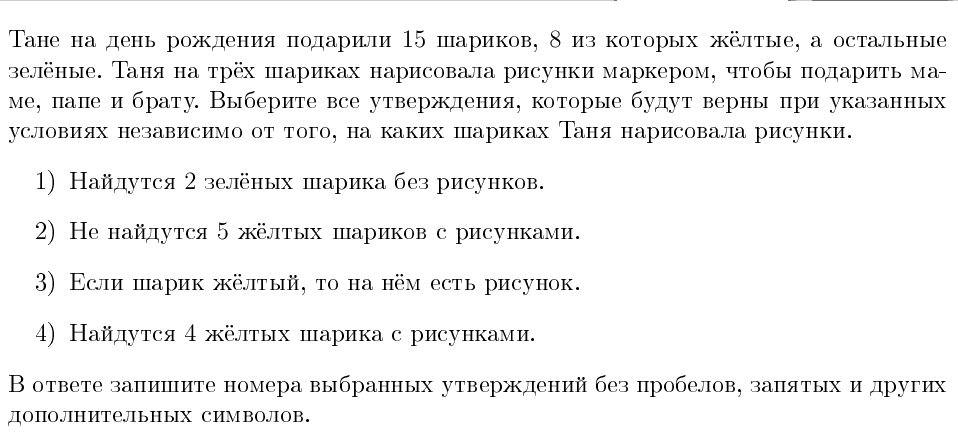 Тане на день рождения подарили 15 шариков, 8 из которых жёлтые, а остальные
зелёные. Таня на трёх шариках нарисовала рисунки маркером, чтобы подарить ма-
ме, папе и брату. Выберите все утверждения, которые будут верны при указанных
условиях независимо от того, на каких шариках Таня нарисовала рисунки.
1) Найдутся 2 зелёных шарика без рисунков.
2) Не найдутся 5 жёлтых шариков с рисунками.
3) Если шарик жёлтый, то на нём есть рисунок.
4) Найдутся 4 жёлтых шарика с рисунками.
В ответе запишите номера выбранных утверждений без пробелов, запятых и других
дополнительных символов.